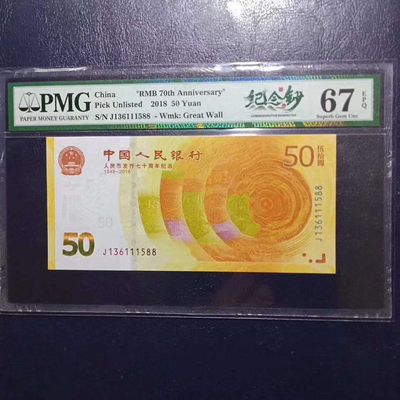 PMG
PAPER MONEY GUARANTY
China "RMB 70th Anniversary"
Pick Unlisted 2018 50 Yuan
S/N J136111588 - Wmk: Great Wall
纪念钞
67 EPQ
Superb Gem Unc
中国人民银行
人民币发行七十周年纪念
1948-2018
50
伍拾圆
J136111588
50
50
J136111588